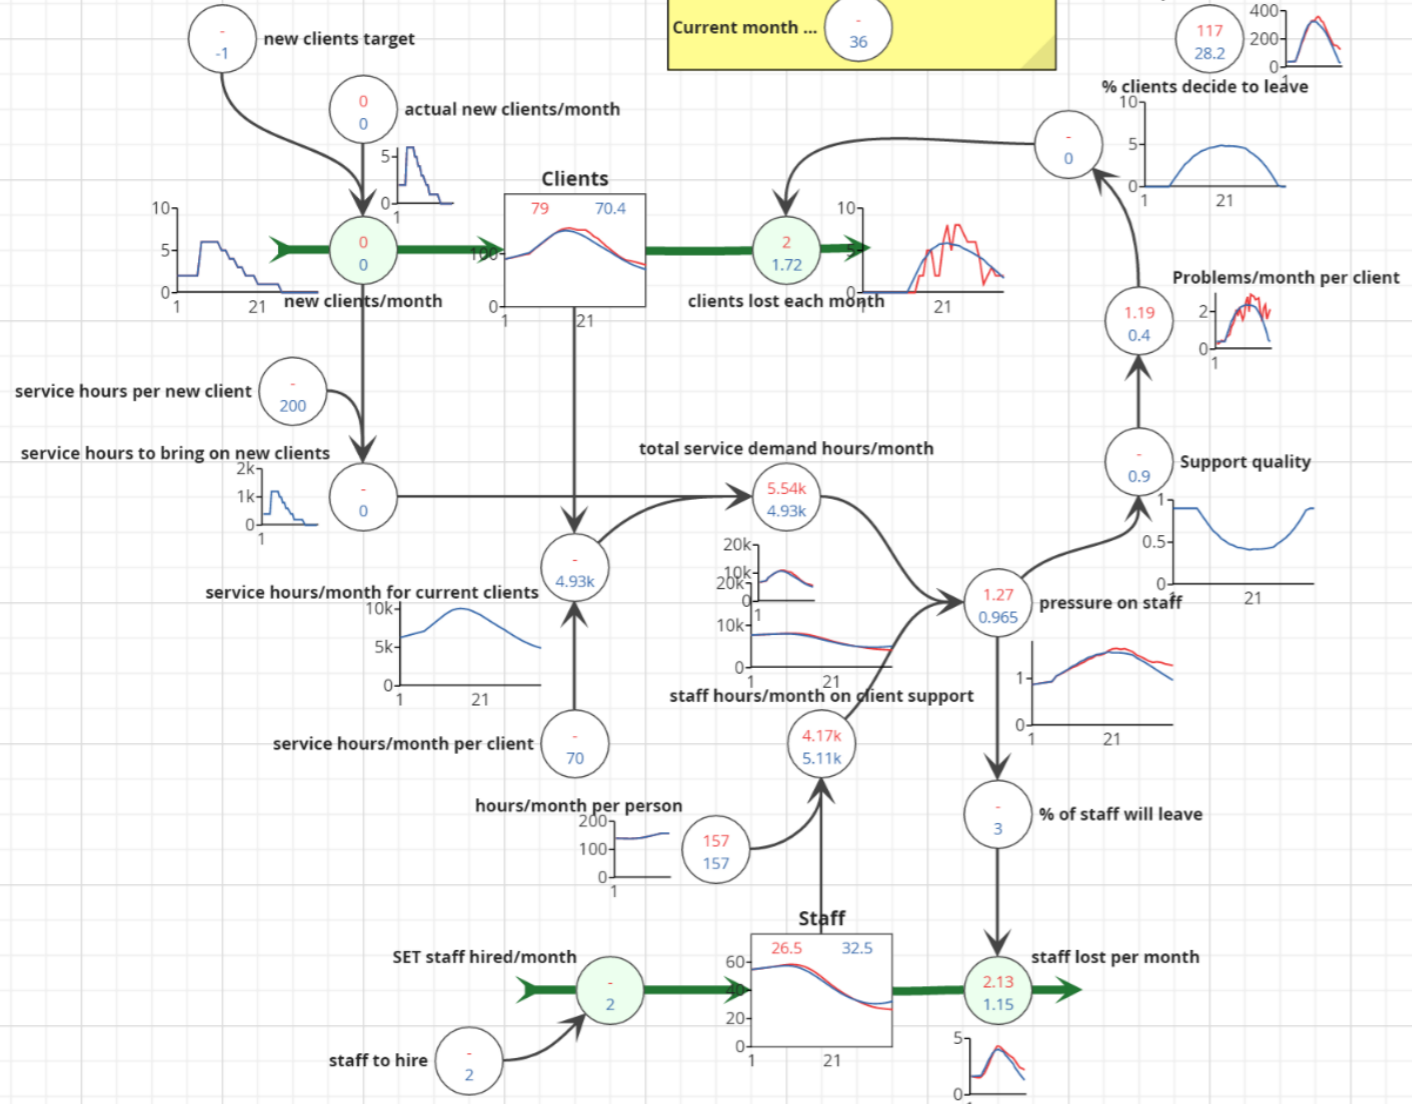 new clients target
-
-1
Current month ...
-
36
117
28.2
400
200
0
1
% clients decide to leave
actual new clients/month
0
0
5
0
1
-
0
10
5
0
1
21
Clients
79
70.4
100
0
1
21
10
5
0
1
21
0
0
new clients/month
2
1.72
clients lost each month
10
5
0
1
21
Problems/month per client
1.19
0.4
2
0
1
service hours per new client
-
200
service hours to bring on new clients
2k
1k
0
1
-
0
total service demand hours/month
5.54k
4.93k
-
0.9
Support quality
1
0.5
0
1
21
20k
10k
0
1
-
4.93k
service hours/month for current clients
10k
5k
0
1
21
1.27
0.965
pressure on staff
20k
10k
0
1
21
1
0
1
21
staff hours/month on client support
4.17k
5.11k
service hours/month per client
-
70
hours/month per person
200
100
0
1
157
157
-
3
% of staff will leave
Staff
26.5
32.5
60
40
20
0
1
21
SET staff hired/month
-
2
staff lost per month
2.13
1.15
5
0
staff to hire
-
2